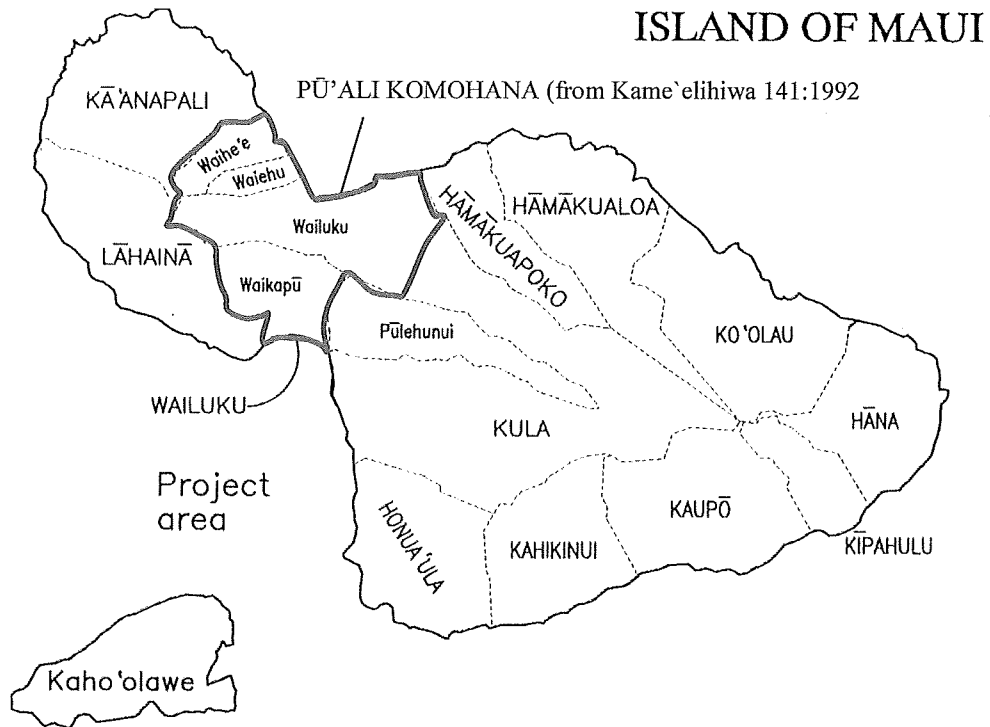 ISLAND OF MAUI
PŪ’ALI KOMOHANA (from Kame`elihiwa 141:1992
KĀ‘ANAPALI
Waihe‘e
Waiehu
Wailuku
HĀMĀKUAPOKO
HĀMĀKUALOA
LĀHAINĀ
Waikapū
Pūlehunui
KO‘OLAU
WAILUKU
KULA
HĀNA
Project
area
HONUA‘ULA
KAHIKINUI
KAUPŌ
KĪPAHULU
Kaho‘olawe